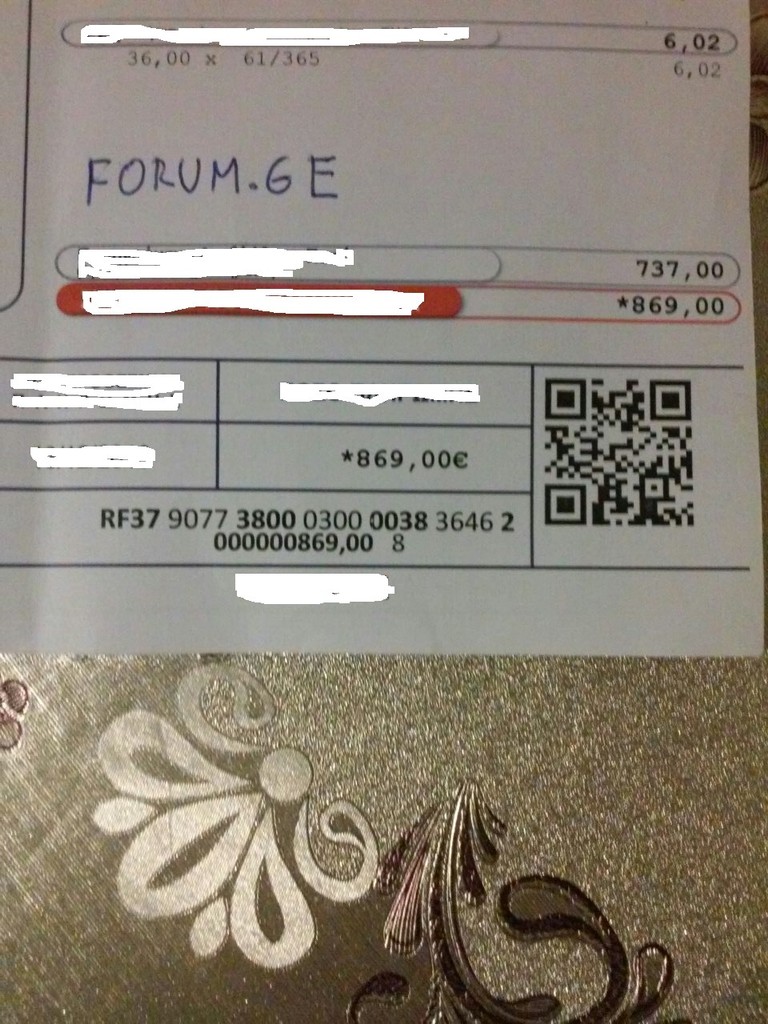 6,02
36,00 x 61/365 6,02
FORUM.GE
737,00
*869,00
*869,00€
RF37 9077 3800 0300 0038 3646 2
000000869,00 8